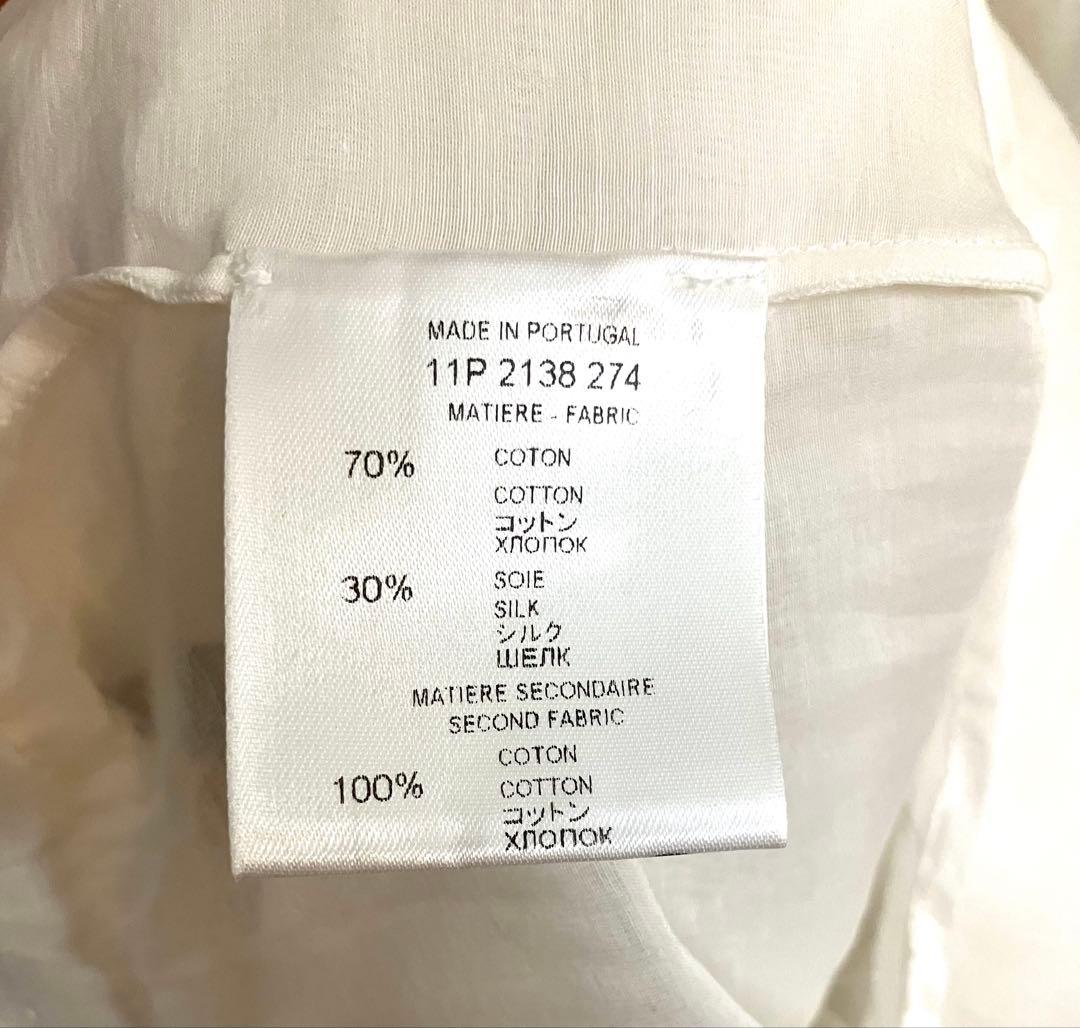 MADE IN PORTUGAL
11P 2138 274
MATIERE - FABRIC
70% COTON
COTTON
コットン
ХЛОПОК
30% SOIE
SILK
シルク
ШЕЛК
MATIERE SECONDAIRE
SECOND FABRIC
COTON
100% COTTON
コットン
ХЛОПОК